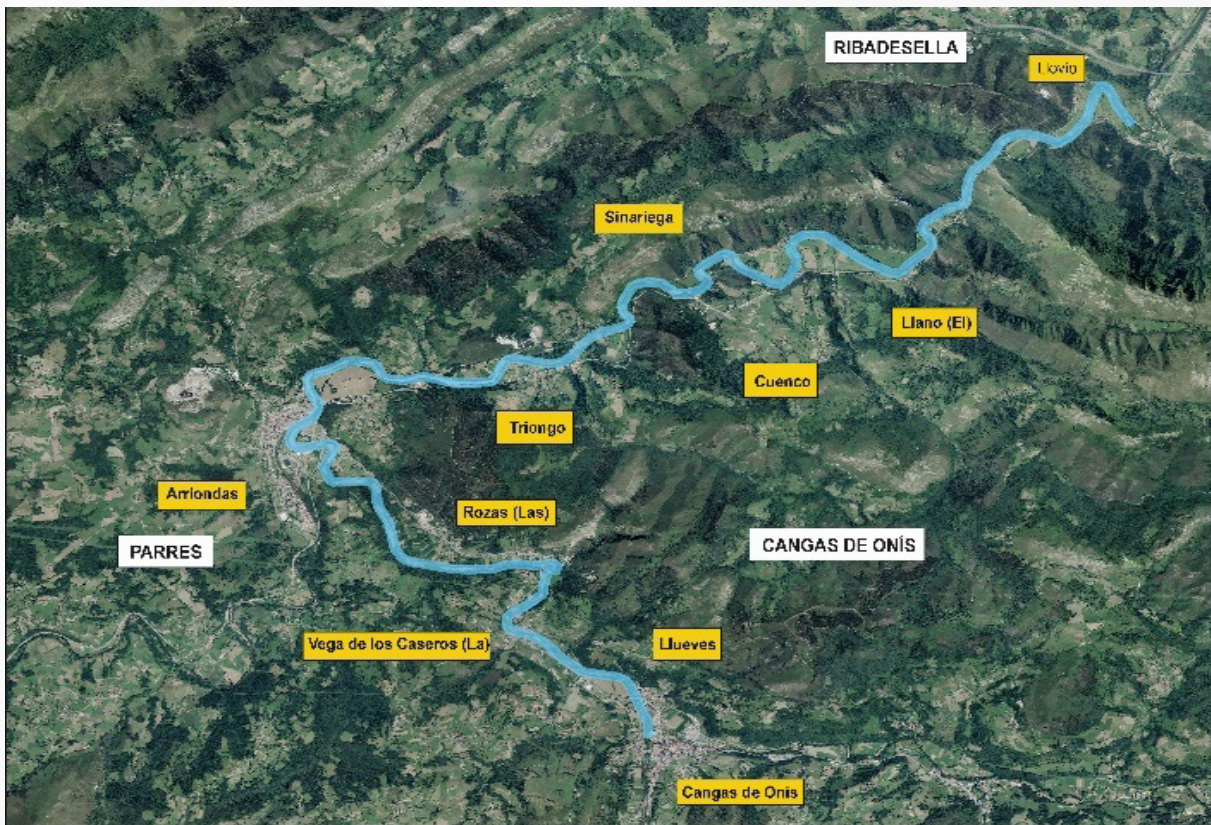 RIBADESELLA
Llovio
Sinariega
Llano (El)
Cuenco
Triongo
Arriondas
Rozas (Las)
PARRES
CANGAS DE ONÍS
Vega de los Caseros (La)
Llueves
Cangas de Onis